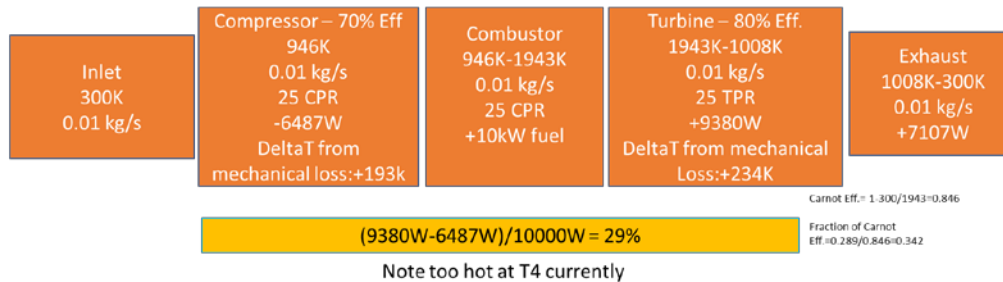 Inlet
300K
0.01 kg/s
Compressor – 70% Eff
946K
0.01 kg/s
25 CPR
-6487W
DeltaT from
mechanical loss:+193k
Combustor
946K-1943K
0.01 kg/s
25 CPR
+10kW fuel
Turbine – 80% Eff.
1943K-1008K
0.01 kg/s
25 TPR
+9380W
DeltaT from mechanical
Loss:+234K
Exhaust
1008K-300K
0.01 kg/s
+7107W
Carnot Eff.= 1-300/1943=0.846
(9380W-6487W)/10000W = 29%
Fraction of Carnot
Eff.=0.289/0.846=0.342
Note too hot at T4 currently